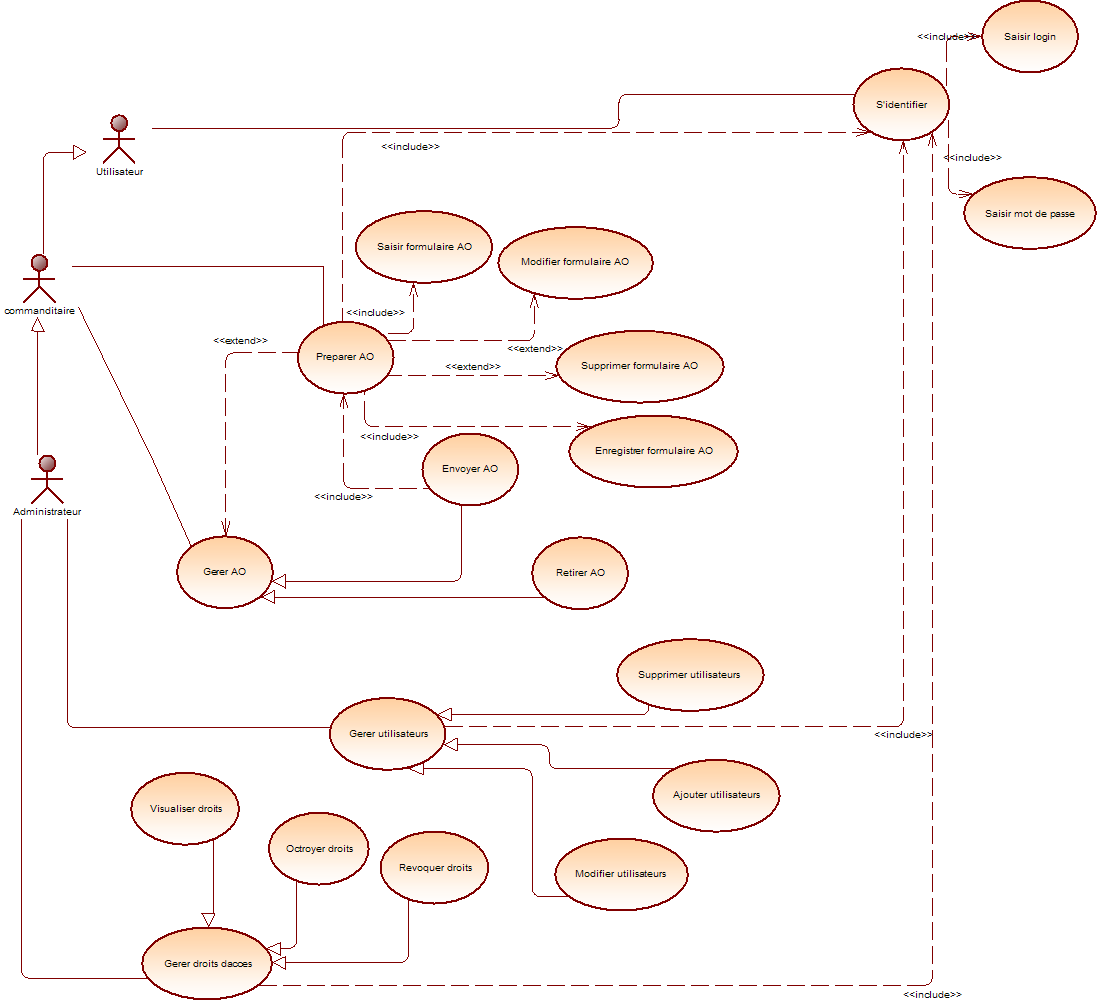 <<include>>
Saisir login
S'identifier
<<include>>
<<include>>
Utilisateur
Saisir mot de passe
Saisir formulaire AO
Modifier formulaire AO
commanditaire
<<include>>
<<extend>>
<<extend>>
Preparer AO
<<extend>>
Supprimer formulaire AO
<<include>>
Enregistrer formulaire AO
Envoyer AO
<<include>>
Administrateur
Gerer AO
Retirer AO
Supprimer utilisateurs
Gerer utilisateurs
<<include>>
Ajouter utilisateurs
Visualiser droits
Octroyer droits
Revoquer droits
Modifier utilisateurs
Gerer droits dacces
<<include>>